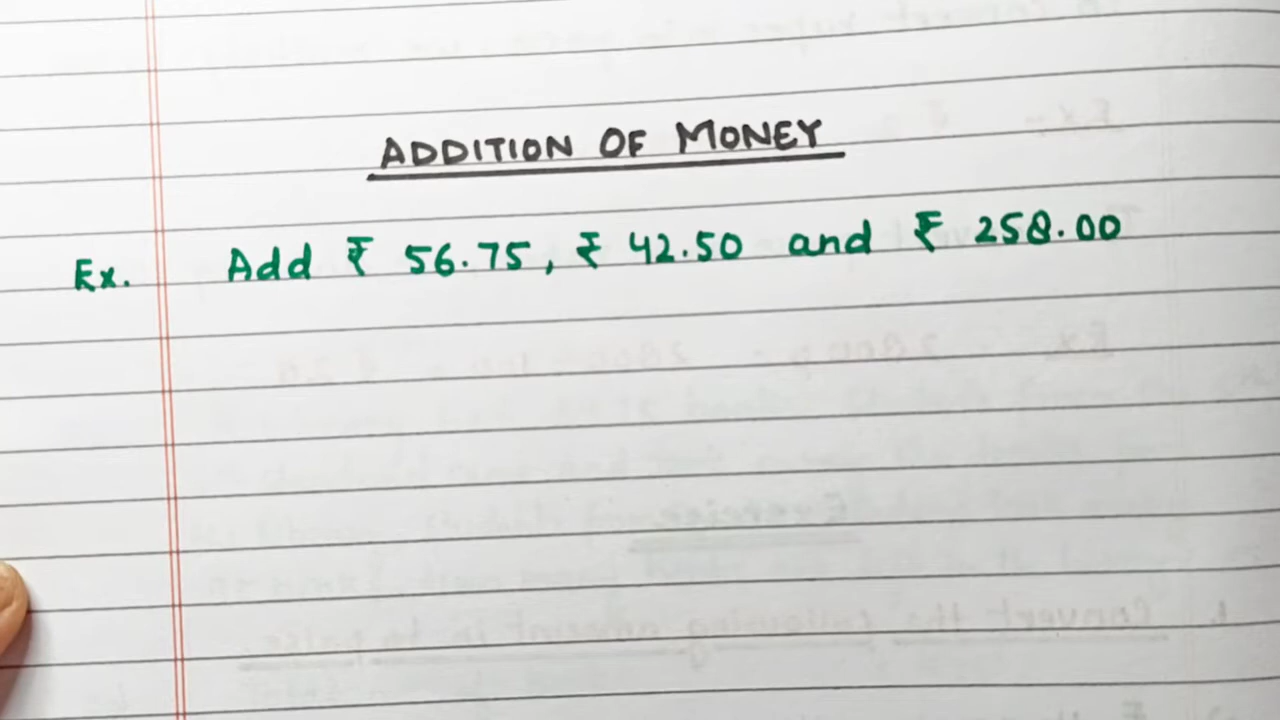 ADDITION OF MONEY
Ex. Add ₹ 56.75, ₹ 42.50 and ₹ 258.00